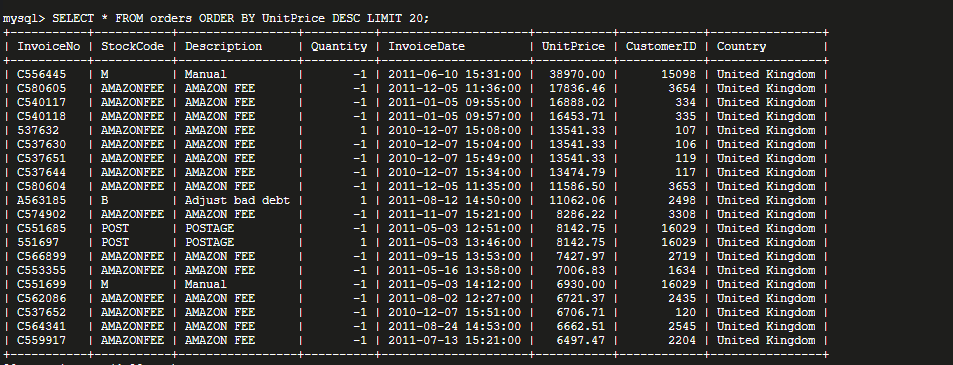 mysql> SELECT * FROM orders ORDER BY UnitPrice DESC LIMIT 20;
+-----------+-----------+-----------------+----------+---------------------+-----------+------------+----------------+
| InvoiceNo | StockCode | Description | Quantity | InvoiceDate | UnitPrice | CustomerID | Country |
+-----------+-----------+-----------------+----------+---------------------+-----------+------------+----------------+
| C556445 | M | Manual | -1 | 2011-06-10 15:31:00 | 38970.00 | 15098 | United Kingdom |
| C580605 | AMAZONFEE | AMAZON FEE | -1 | 2011-12-05 11:36:00 | 17836.46 | 3654 | United Kingdom |
| C540117 | AMAZONFEE | AMAZON FEE | -1 | 2011-01-05 09:55:00 | 16888.02 | 334 | United Kingdom |
| C540118 | AMAZONFEE | AMAZON FEE | -1 | 2011-01-05 09:57:00 | 16453.71 | 335 | United Kingdom |
| 537632 | AMAZONFEE | AMAZON FEE | 1 | 2010-12-07 15:08:00 | 13541.33 | 107 | United Kingdom |
| C537630 | AMAZONFEE | AMAZON FEE | -1 | 2010-12-07 15:04:00 | 13541.33 | 106 | United Kingdom |
| C537651 | AMAZONFEE | AMAZON FEE | -1 | 2010-12-07 15:49:00 | 13541.33 | 119 | United Kingdom |
| C537644 | AMAZONFEE | AMAZON FEE | -1 | 2010-12-07 15:34:00 | 13474.79 | 117 | United Kingdom |
| C580604 | AMAZONFEE | AMAZON FEE | -1 | 2011-12-05 11:35:00 | 11586.50 | 3653 | United Kingdom |
| A563185 | B | Adjust bad debt | 1 | 2011-08-12 14:50:00 | 11062.06 | 2498 | United Kingdom |
| C574902 | AMAZONFEE | AMAZON FEE | -1 | 2011-11-07 15:21:00 | 8286.22 | 3308 | United Kingdom |
| C551685 | POST | POSTAGE | -1 | 2011-05-03 12:51:00 | 8142.75 | 16029 | United Kingdom |
| 551697 | POST | POSTAGE | 1 | 2011-05-03 13:46:00 | 8142.75 | 16029 | United Kingdom |
| C566899 | AMAZONFEE | AMAZON FEE | -1 | 2011-09-15 13:53:00 | 7427.97 | 2719 | United Kingdom |
| C553355 | AMAZONFEE | AMAZON FEE | -1 | 2011-05-16 13:58:00 | 7006.83 | 1634 | United Kingdom |
| C551699 | M | Manual | -1 | 2011-05-03 14:12:00 | 6930.00 | 16029 | United Kingdom |
| C562086 | AMAZONFEE | AMAZON FEE | -1 | 2011-08-02 12:27:00 | 6721.37 | 2435 | United Kingdom |
| C537652 | AMAZONFEE | AMAZON FEE | -1 | 2010-12-07 15:51:00 | 6706.71 | 120 | United Kingdom |
| C564341 | AMAZONFEE | AMAZON FEE | -1 | 2011-08-24 14:53:00 | 6662.51 | 2545 | United Kingdom |
| C559917 | AMAZONFEE | AMAZON FEE | -1 | 2011-07-13 15:21:00 | 6497.47 | 2204 | United Kingdom |
+-----------+-----------+-----------------+----------+---------------------+-----------+------------+----------------+